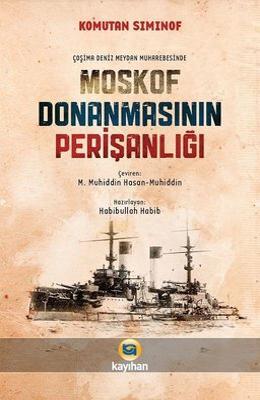 KOMUTAN SIMINOF
ÇOŞİMA DENİZ MEYDAN MUHAREBESİNDE
MOSKOF
DONANMASININ
PERİŞANLIĞI
Çeviren:
M. Muhiddin Hasan-Muhiddin
Hazırlayan:
Habibullah Habib
kayıhan